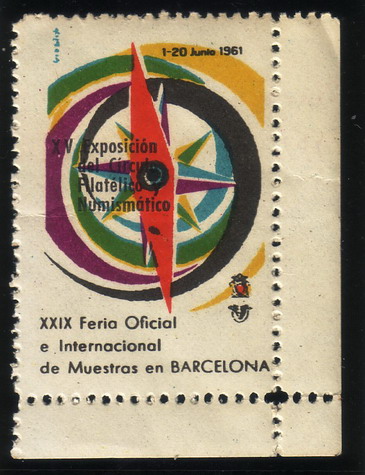 1-20 Junio 1961
XV Exposición
del Círculo
Filatélico y
Numismático
XXIX Feria Oficial
e Internacional
de Muestras en BARCELONA